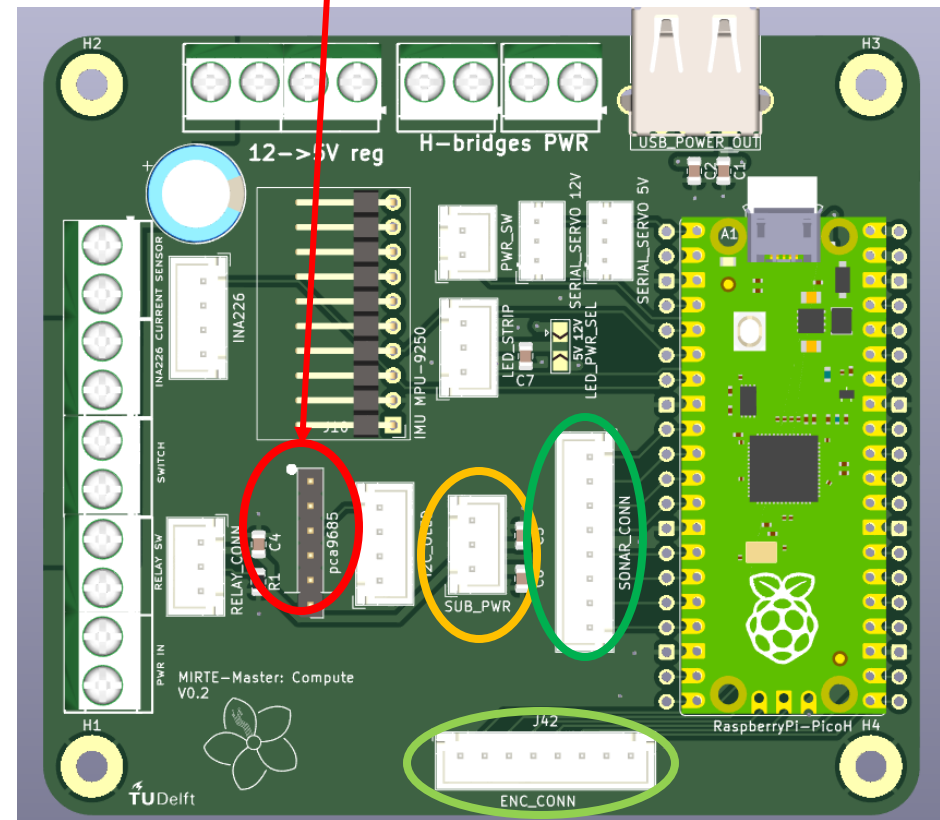 H2
H3
USB_POWER_OUT
12->5V reg
H-bridges PWR
+
C2
C1
PWR_SW
SERIAL_SERVO 12V
SERIAL_SERVO 5V
A1
INA226 CURRENT SENSOR
INA226
IMU MPU-9250
LED_STRIP
C7
5V 12V
LED_PWR_SEL
SWITCH
RELAY SW
RELAY_CONN
C4
R1
pca9685
SUB_PWR
SONAR_CONN
PWR IN
MIRTE-Master: Compute
V0.2
H1
J42
RaspberryPi-PicoH
H4
TUDelft
ENC_CONN